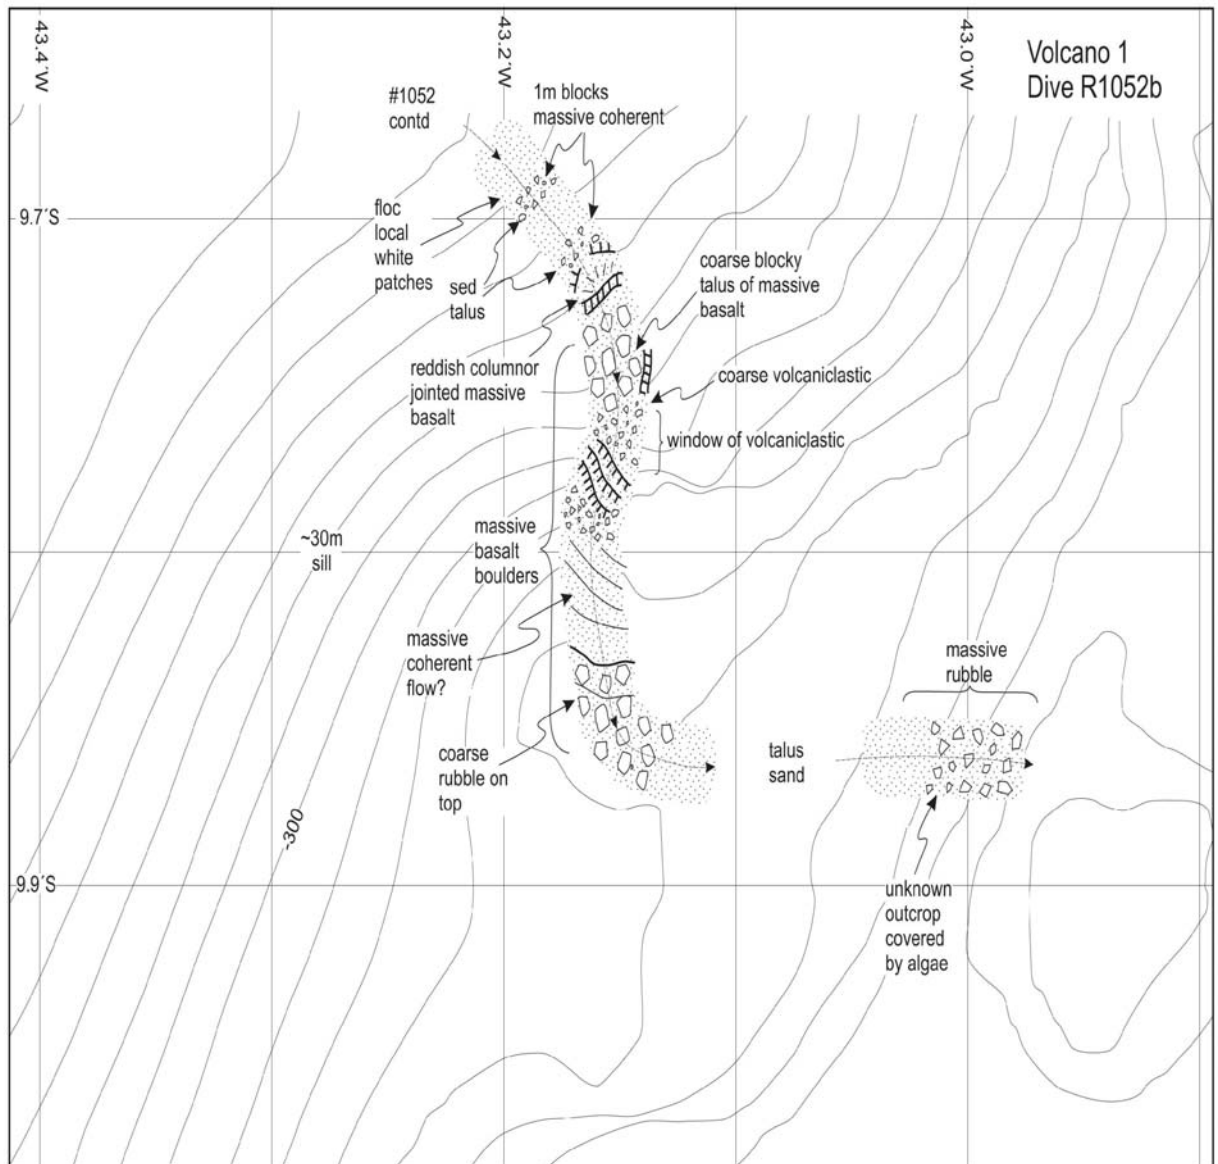 43.4´W
43.2´W
43.0´W
Volcano 1
Dive R1052b
#1052
contd
1m blocks
massive coherent
9.7´S
floc
local
white
patches
sed
talus
coarse blocky
talus of massive
basalt
reddish columnor
jointed massive
basalt
coarse volcaniclastic
window of volcaniclastic
~30m
sill
massive
basalt
boulders
massive
coherent
flow?
massive
rubble
coarse
rubble on
top
talus
sand
-300
9.9´S
unknown
outcrop
covered
by algae